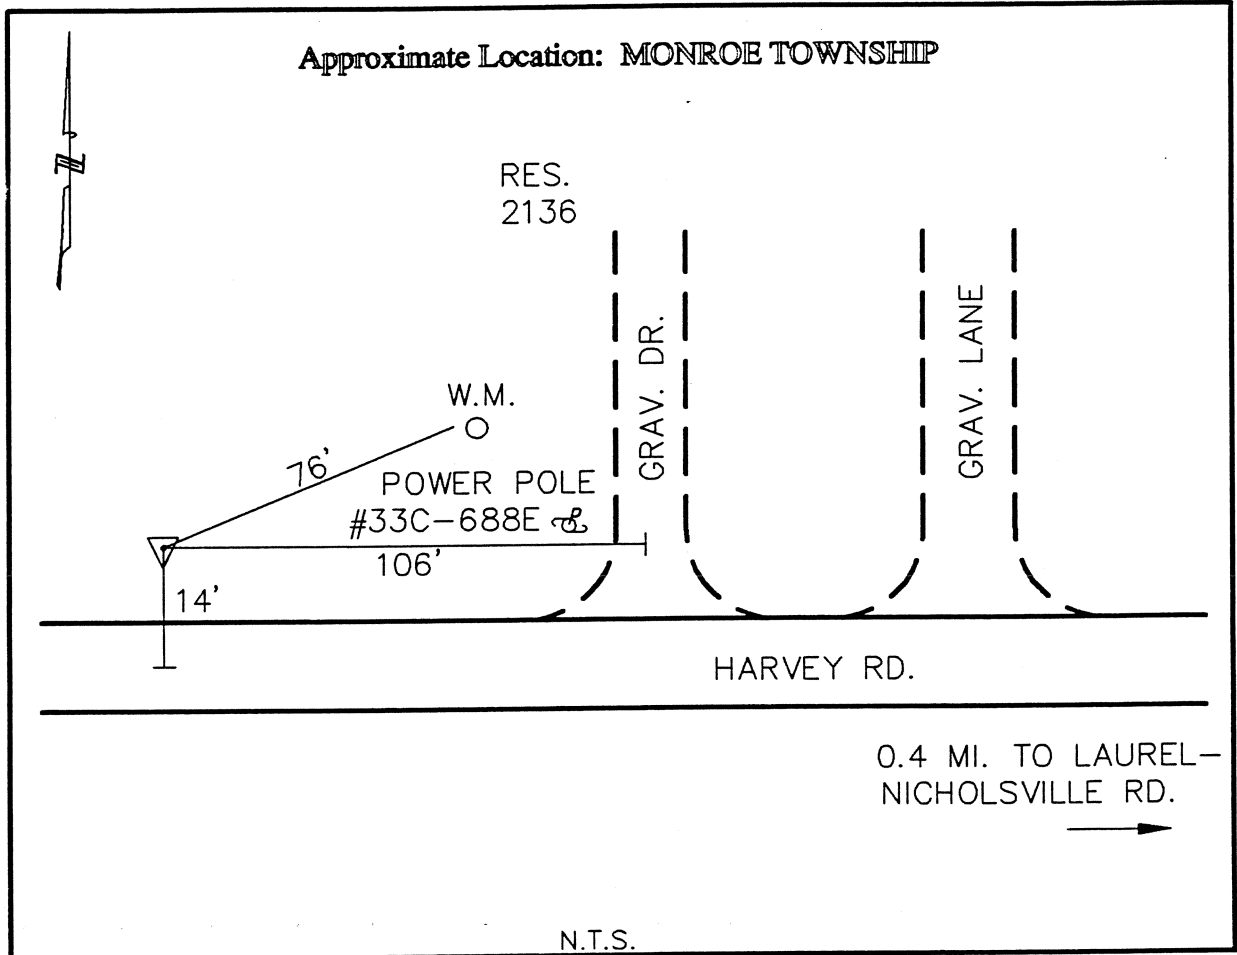 Approximate Location: MONROE TOWNSHIP
N
RES.
2136
GRAV. DR.
GRAV. LANE
W.M.
76'
POWER POLE
#33C-688E
106'
14'
HARVEY RD.
0.4 MI. TO LAUREL-
NICHOLSVILLE RD.
N.T.S.